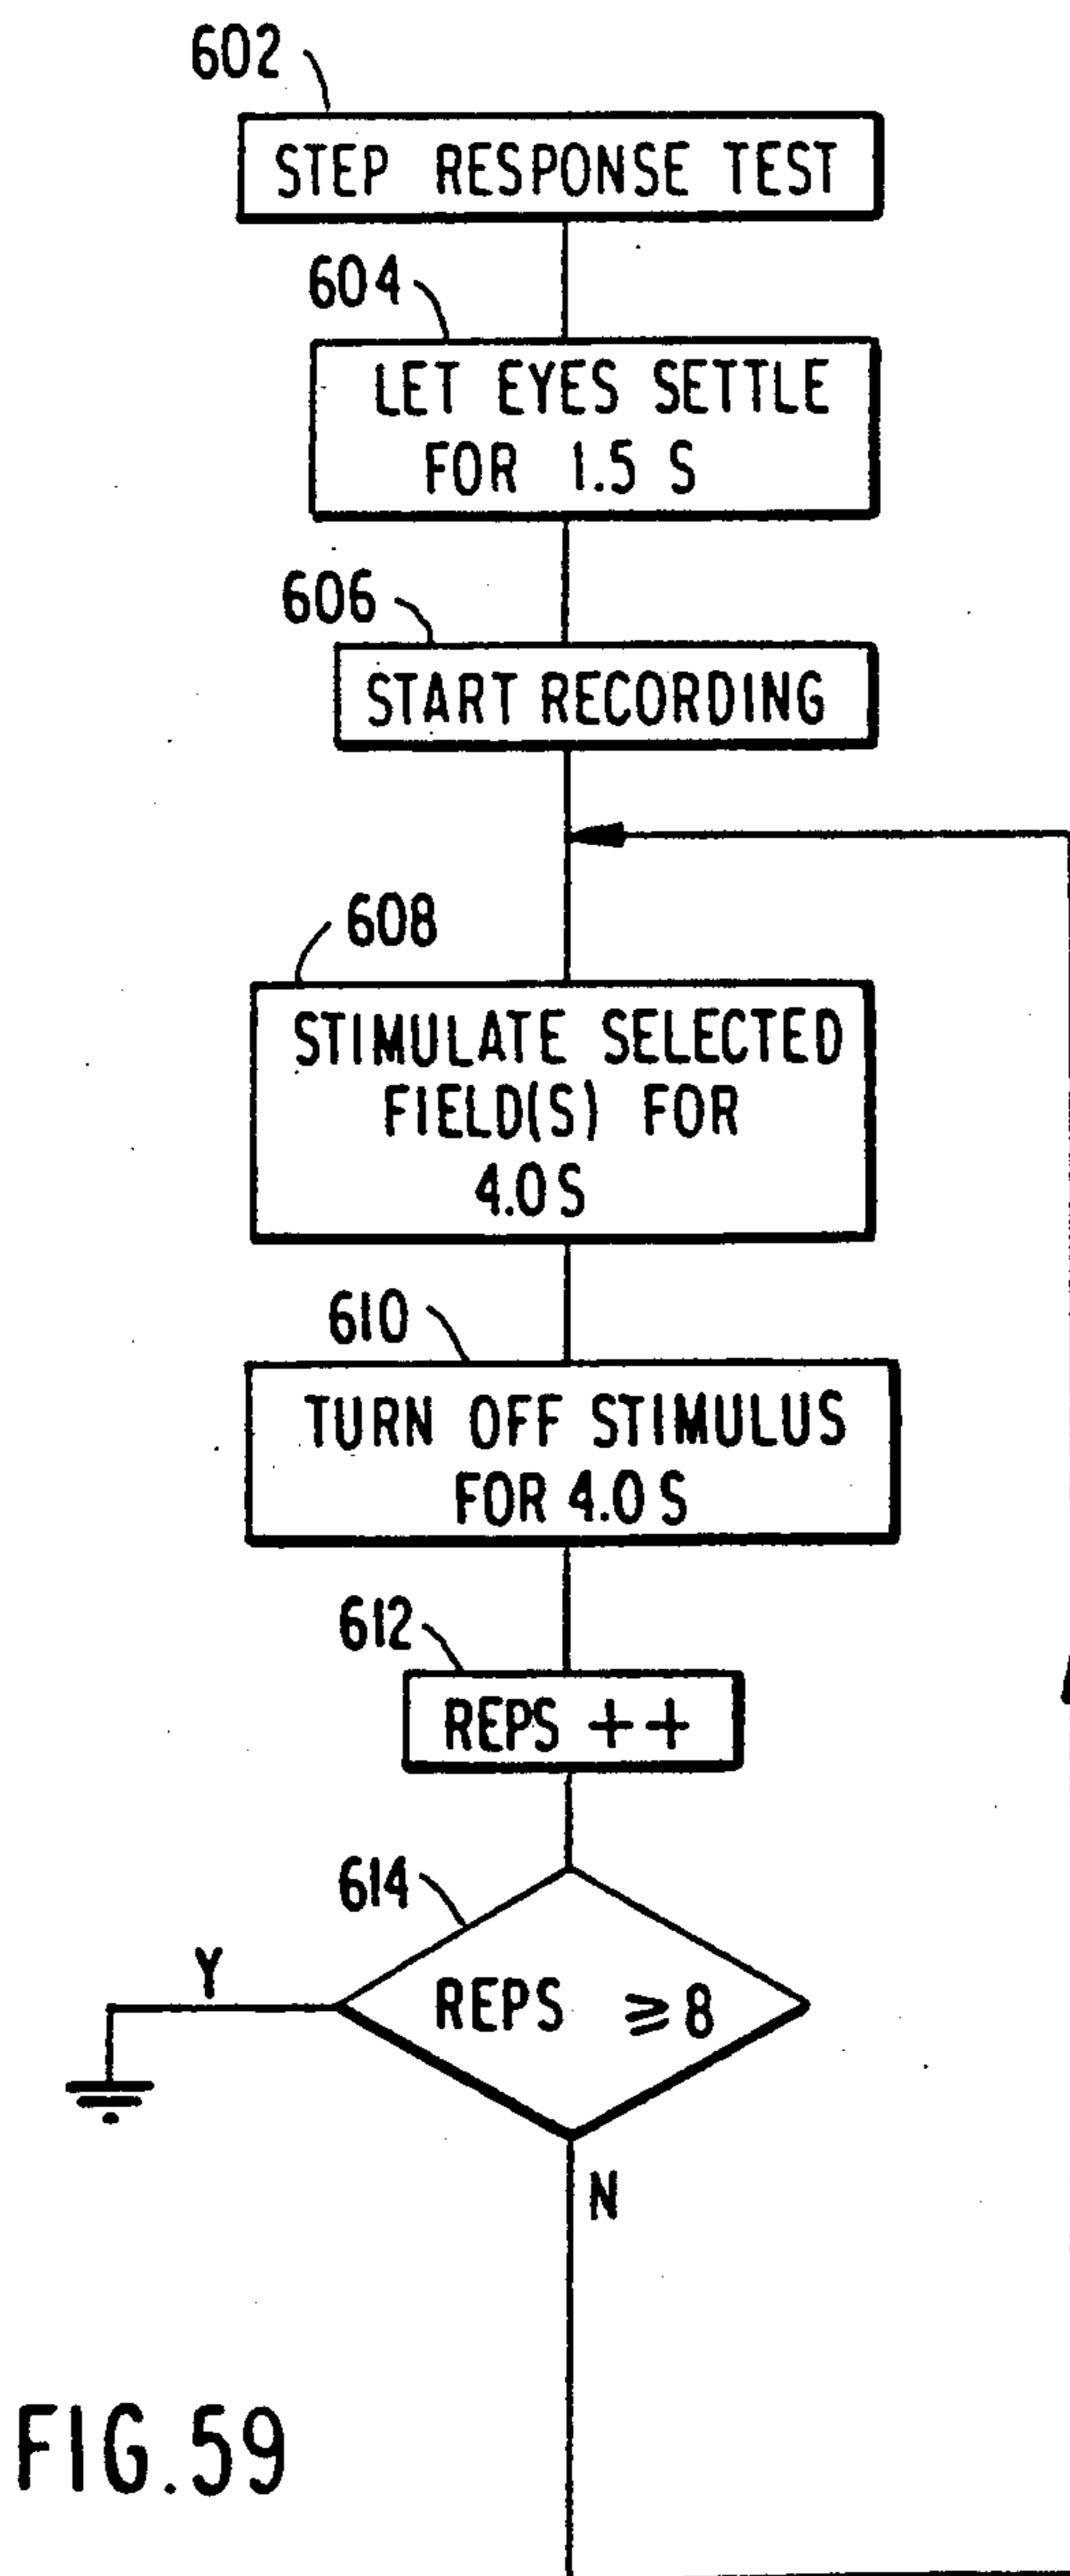 602
STEP RESPONSE TEST
604
LET EYES SETTLE
FOR 1.5 S
606
START RECORDING
608
STIMULATE SELECTED
FIELD(S) FOR
4.0 S
610
TURN OFF STIMULUS
FOR 4.0 S
612
REPS ++
614
Y
REPS ≥ 8
N
FIG. 59